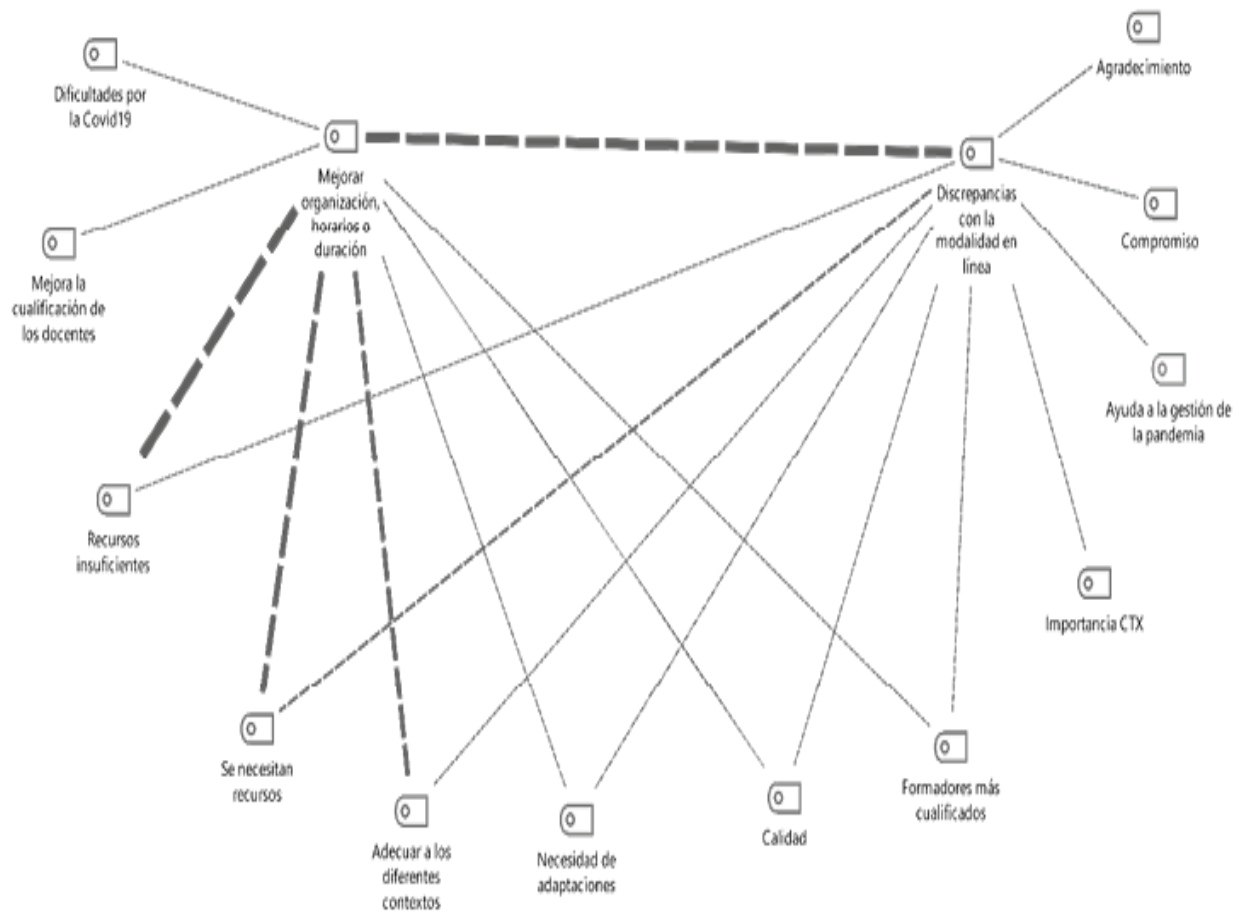 Dificultades por
la Covid19
Agradecimiento
Mejorar
organización,
horarios o
duración
Discrepancias
con la
modalidad en
línea
Compromiso
Mejora la
cualificación de
los docentes
Ayuda a la gestión de
la pandemia
Recursos
insuficientes
Importancia CTX
Se necesitan
recursos
Formadores más
cualificados
Calidad
Adecuar a los
diferentes
contextos
Necesidad de
adaptaciones